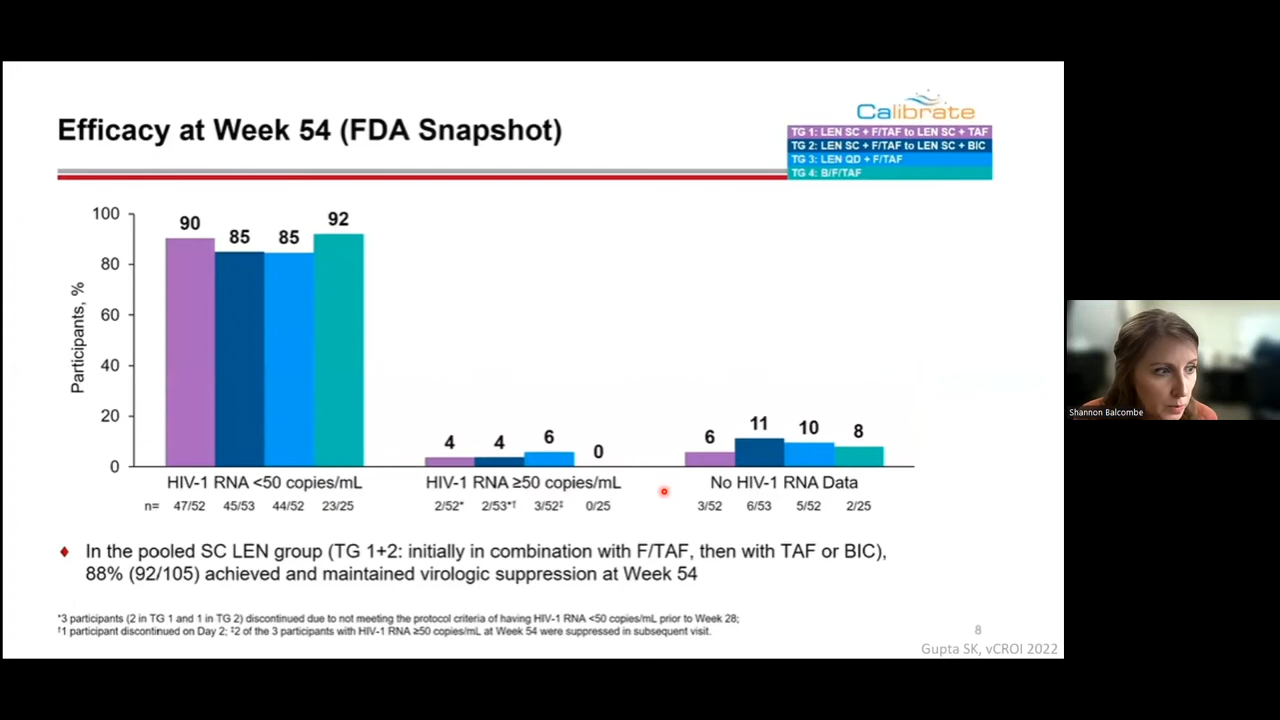 Efficacy at Week 54 (FDA Snapshot)
Calibrate
TG 1: LEN SC + F/TAF to LEN SC + TAF
TG 2: LEN SC + F/TAF to LEN SC + BIC
TG 3: LEN QD + F/TAF
TG 4: B/F/TAF
Participants, %
100
80
60
40
20
0
90 85 85 92
4 4 6 0
6 11 10 8
HIV-1 RNA <50 copies/mL HIV-1 RNA ≥50 copies/mL No HIV-1 RNA Data
n= 47/52 45/53 44/52 23/25 2/52* 2/53*† 3/52‡ 0/25 3/52 6/53 5/52 2/25
♦ In the pooled SC LEN group (TG 1+2: initially in combination with F/TAF, then with TAF or BIC),
88% (92/105) achieved and maintained virologic suppression at Week 54
*3 participants (2 in TG 1 and 1 in TG 2) discontinued due to not meeting the protocol criteria of having HIV-1 RNA <50 copies/mL prior to Week 28;
†1 participant discontinued on Day 2; ‡2 of the 3 participants with HIV-1 RNA ≥50 copies/mL at Week 54 were suppressed in subsequent visit.
8
Gupta SK, vCROI 2022
Shannon Balcombe